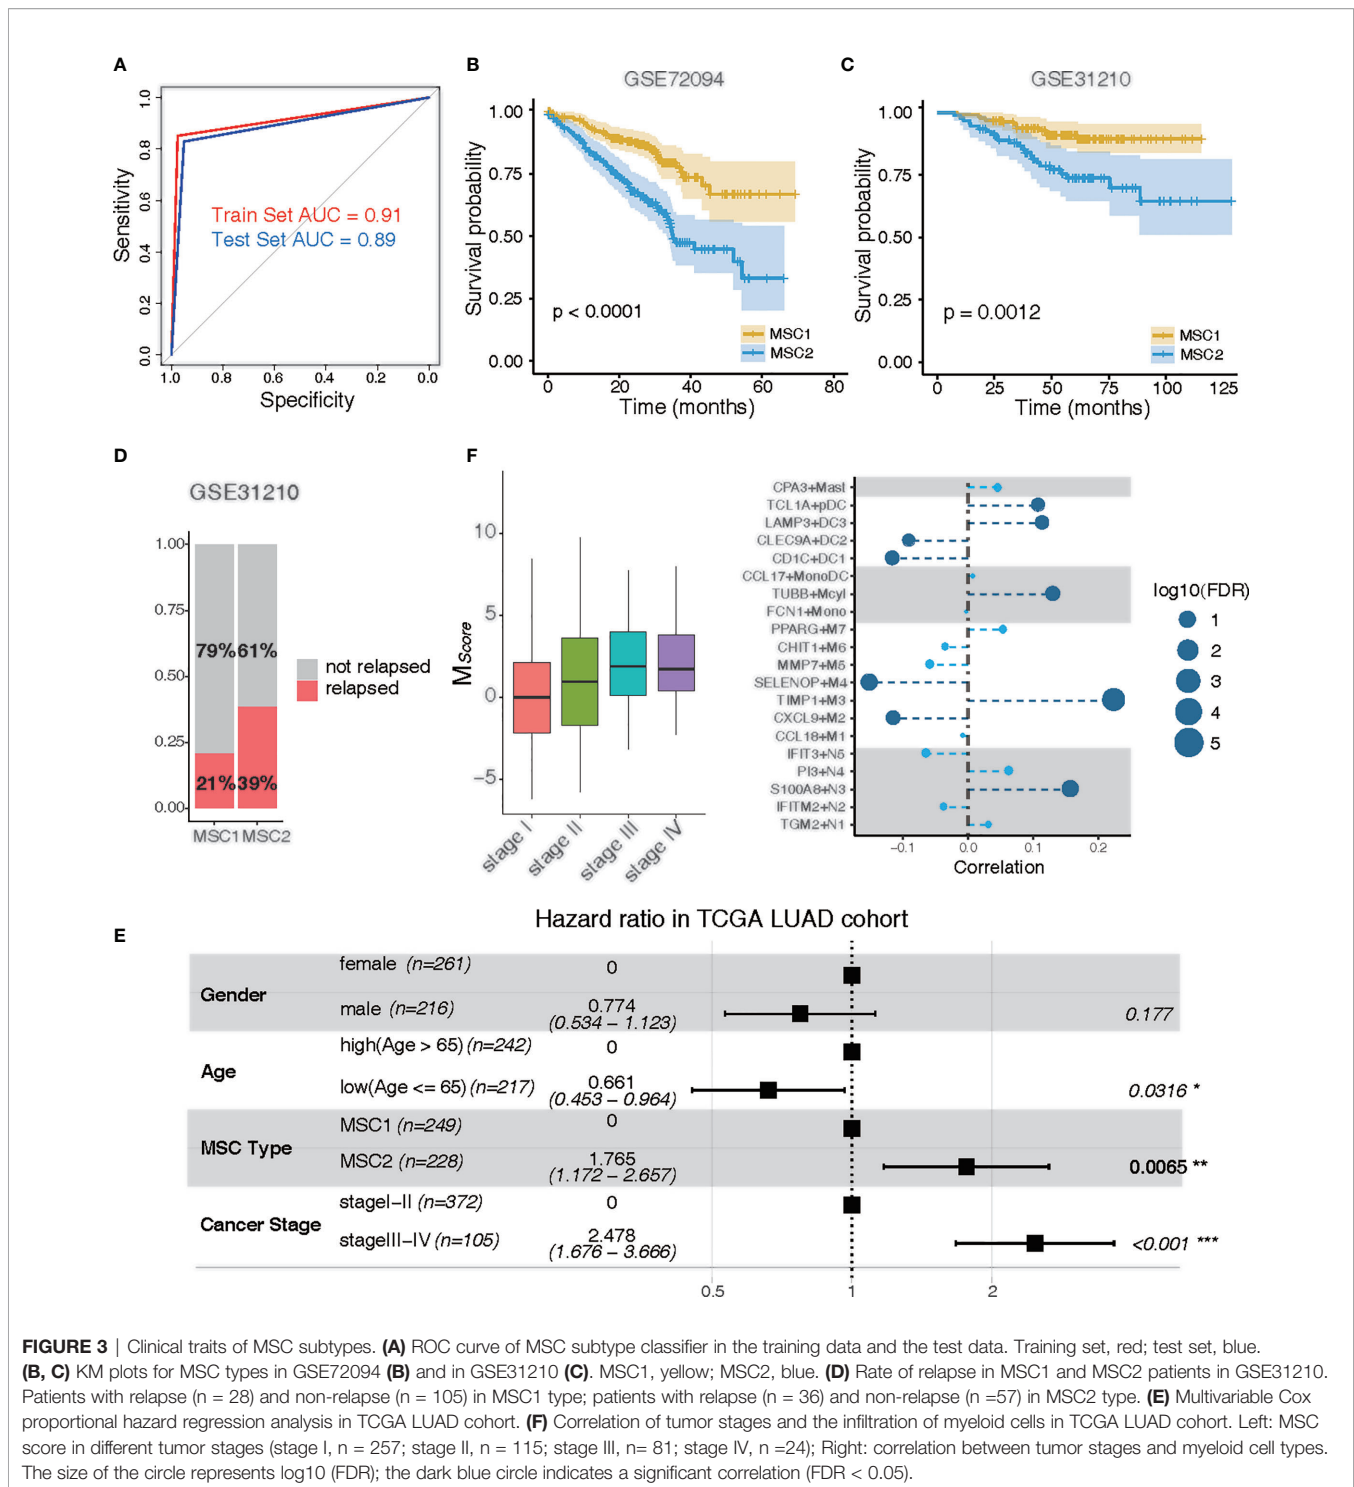 A
1.0
0.8
0.6
0.4
0.2
0.0
Sensitivity
Train Set AUC = 0.91
Test Set AUC = 0.89
1.0 0.8 0.6 0.4 0.2 0.0
Specificity
B
GSE72094
1.00
0.75
0.50
0.25
0.00
Survival probability
p < 0.0001
MSC1
MSC2
0 20 40 60 80
Time (months)
C
GSE31210
1.00
0.75
0.50
0.25
0.00
Survival probability
p = 0.0012
MSC1
MSC2
0 25 50 75 100 125
Time (months)
D
GSE31210
1.00
0.75
0.50
0.25
0.00
79% 61%
21% 39%
MSC1 MSC2
not relapsed
relapsed
F
MScore
10
5
0
−5
stage I
stage II
stage III
stage IV
CPA3+Mast
TCL1A+pDC
LAMP3+DC3
CLEC9A+DC2
CD1C+DC1
CCL17+MonoDC
TUBB+Mcyl
FCN1+Mono
PPARG+M7
CHIT1+M6
MMP7+M5
SELENOP+M4
TIMP1+M3
CXCL9+M2
CCL18+M1
IFIT3+N5
PI3+N4
S100A8+N3
IFITM2+N2
TGM2+N1
−0.1 0.0 0.1 0.2
Correlation
log10(FDR)
1
2
3
4
5
E
Hazard ratio in TCGA LUAD cohort
Gender
female (n=261) 0
male (n=216) 0.774 0.177
(0.534 – 1.123)
Age
high(Age > 65) (n=242) 0
low(Age <= 65) (n=217) 0.661 0.0316 *
(0.453 – 0.964)
MSC Type
MSC1 (n=249) 0
MSC2 (n=228) 1.765 0.0065 **
(1.172 – 2.657)
Cancer Stage
stageI−II (n=372) 0
stageIII−IV (n=105) 2.478 <0.001 ***
(1.676 – 3.666)
0.5 1 2
FIGURE 3 | Clinical traits of MSC subtypes. (A) ROC curve of MSC subtype classifier in the training data and the test data. Training set, red; test set, blue.
(B, C) KM plots for MSC types in GSE72094 (B) and in GSE31210 (C). MSC1, yellow; MSC2, blue. (D) Rate of relapse in MSC1 and MSC2 patients in GSE31210.
Patients with relapse (n = 28) and non-relapse (n = 105) in MSC1 type; patients with relapse (n = 36) and non-relapse (n =57) in MSC2 type. (E) Multivariable Cox
proportional hazard regression analysis in TCGA LUAD cohort. (F) Correlation of tumor stages and the infiltration of myeloid cells in TCGA LUAD cohort. Left: MSC
score in different tumor stages (stage I, n = 257; stage II, n = 115; stage III, n= 81; stage IV, n =24); Right: correlation between tumor stages and myeloid cell types.
The size of the circle represents log10 (FDR); the dark blue circle indicates a significant correlation (FDR < 0.05).